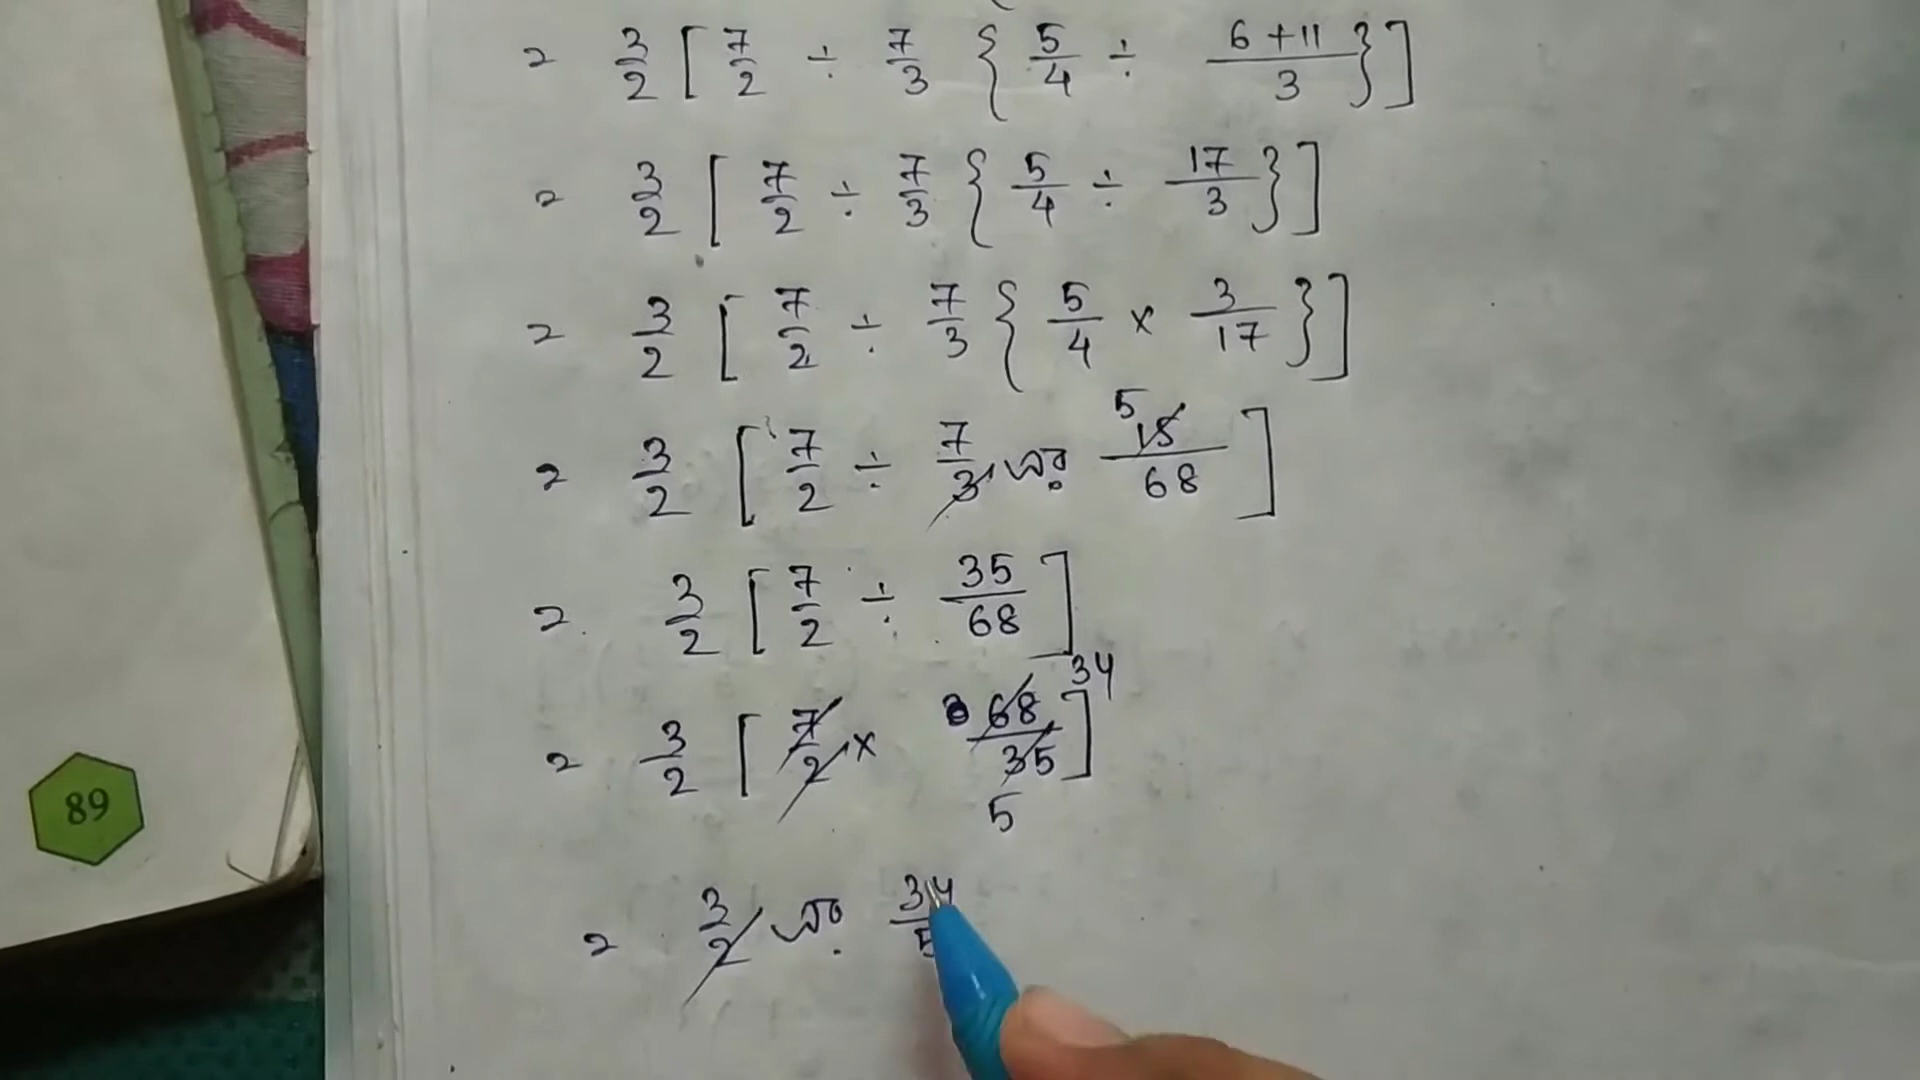 = 3/2 [ 7/2 ÷ 7/3 { 5/4 ÷ (6+11)/3 } ]
= 3/2 [ 7/2 ÷ 7/3 { 5/4 ÷ 17/3 } ]
= 3/2 [ 7/2 ÷ 7/3 { 5/4 × 3/17 } ]
= 3/2 [ 7/2 ÷ 7/3 এর 15/68 ] 5
= 3/2 [ 7/2 ÷ 35/68 ]
= 3/2 [ 7/2 × 68/35 ] 34 5
= 3/2 এর 34/5
89